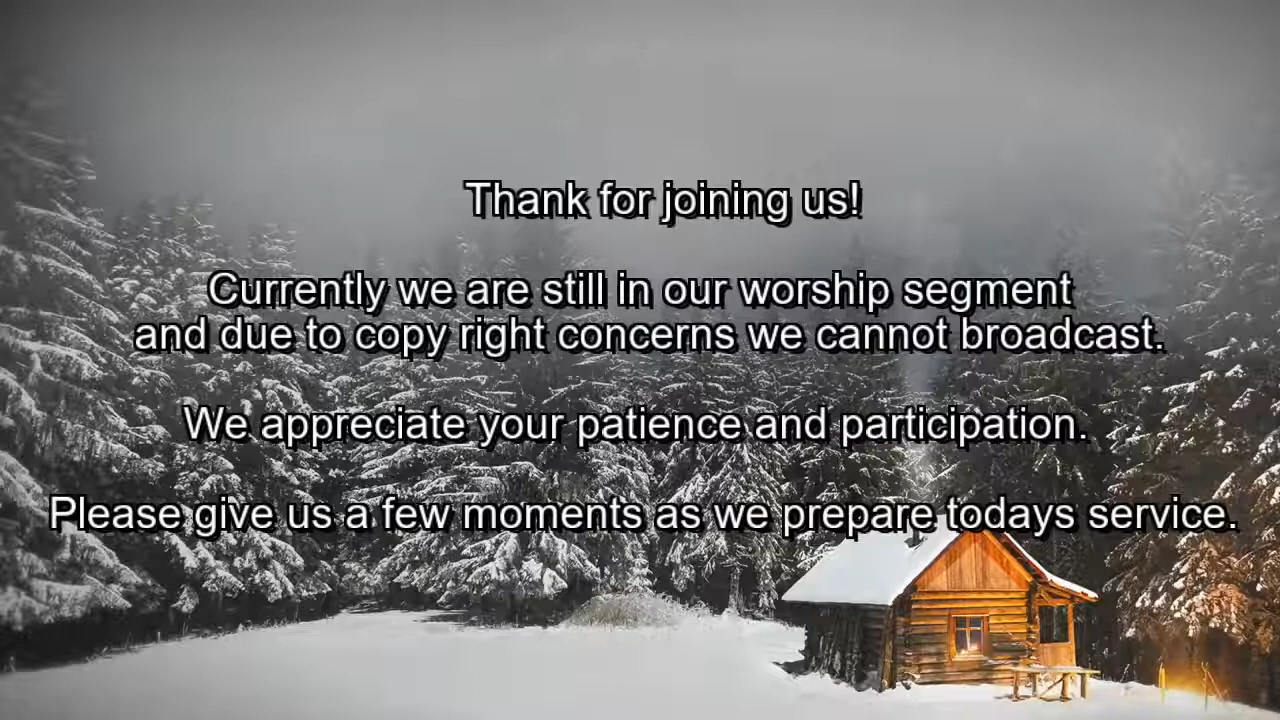 Thank for joining us!
Currently we are still in our worship segment
and due to copy right concerns we cannot broadcast.
We appreciate your patience and participation.
Please give us a few moments as we prepare todays service.